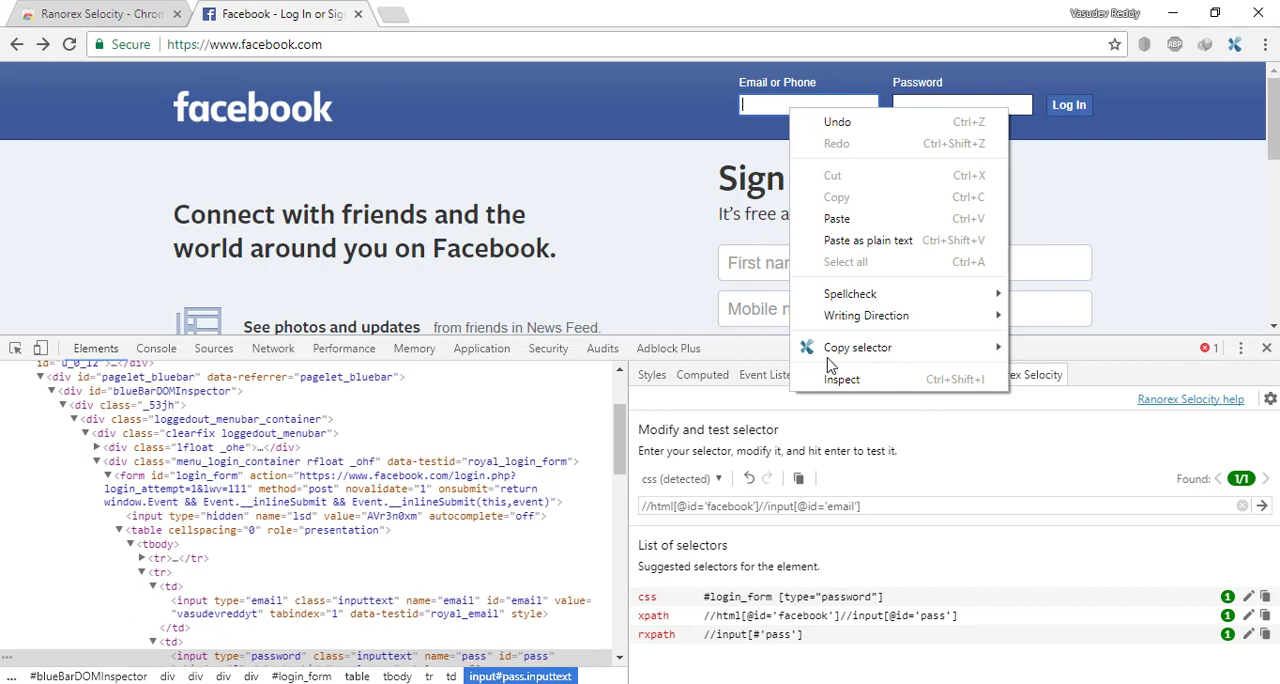 Ranorex Selocity - Chrom
Facebook - Log In or Sig
Vasudev Reddy
Secure https://www.facebook.com
ABP
Email or Phone Password
facebook
Log In
Undo Ctrl+Z
Redo Ctrl+Shift+Z
Cut Ctrl+X
Copy Ctrl+C
Paste Ctrl+V
Paste as plain text Ctrl+Shift+V
Select all Ctrl+A
Spellcheck
Writing Direction
Copy selector
Inspect Ctrl+Shift+I
Sign
It's free a
Connect with friends and the
world around you on Facebook.
First nar
Mobile n
See photos and updates from friends in News Feed.
Elements Console Sources Network Performance Memory Application Security Audits Adblock Plus 1
id="u_0_12">…</div>
<div id="pagelet_bluebar" data-referrer="pagelet_bluebar">
<div id="blueBarDOMInspector">
<div class="_53jh">
<div class="loggedout_menubar_container">
<div class="clearfix loggedout_menubar">
<div class="lfloat _ohe">…</div>
<div class="menu_login_container rfloat _ohf" data-testid="royal_login_form">
<form id="login_form" action="https://www.facebook.com/login.php?
login_attempt=1&lwv=111" method="post" novalidate="1" onsubmit="return
window.Event && Event.__inlineSubmit && Event.__inlineSubmit(this,event)">
<input type="hidden" name="lsd" value="AVr3n0xm" autocomplete="off">
<table cellspacing="0" role="presentation">
<tbody>
<tr>…</tr>
<tr>
<td>
<input type="email" class="inputtext" name="email" id="email" value=
"vasudevreddyt" tabindex="1" data-testid="royal_email" style>
</td>
<td>
<input type="password" class="inputtext" name="pass" id="pass"
... #blueBarDOMInspector div div div #login_form table tbody tr td input#pass.inputtext
Styles Computed Event Liste rex Selocity
Ranorex Selocity help
Modify and test selector
Enter your selector, modify it, and hit enter to test it.
css (detected) Found: 1/1
//html[@id='facebook']//input[@id='email']
List of selectors
Suggested selectors for the element.
css #login_form [type="password"] 1
xpath //html[@id='facebook']//input[@id='pass'] 1
rxpath //input[#'pass'] 1